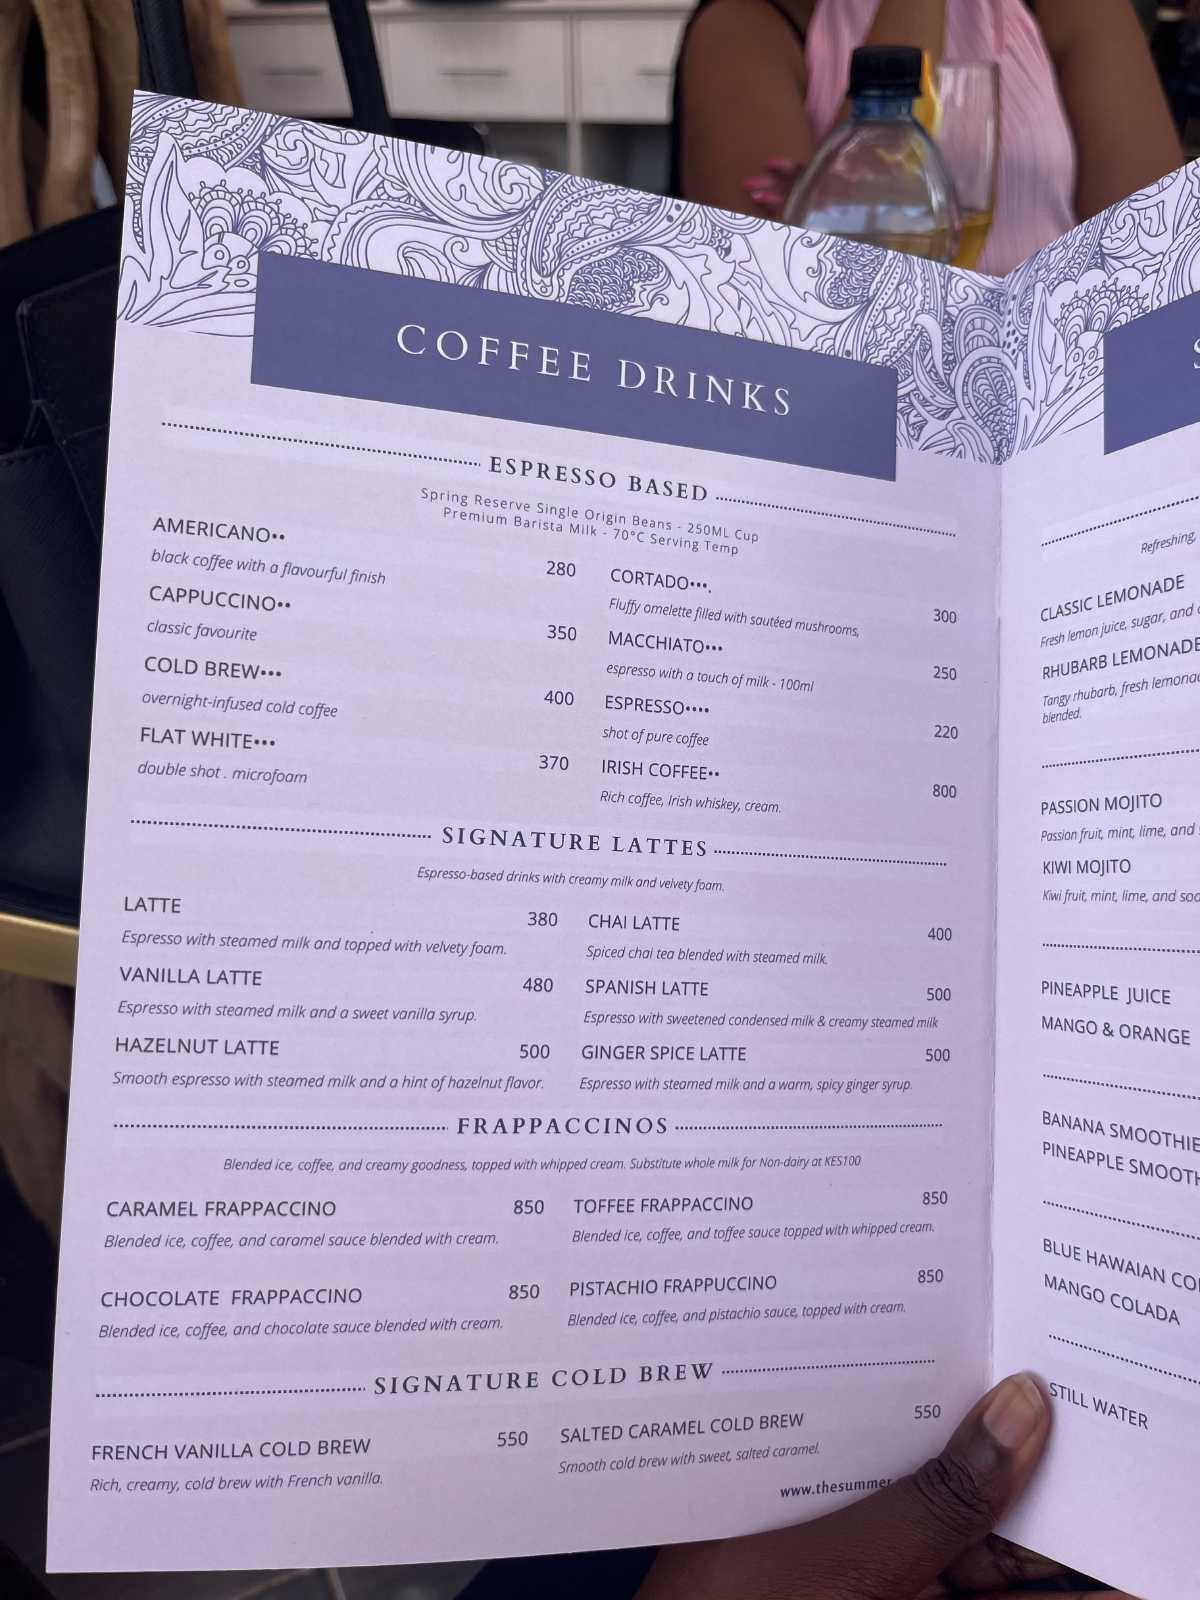 COFFEE DRINKS
ESPRESSO BASED
Spring Reserve Single Origin Beans - 250ML Cup
Premium Barista Milk - 70°C Serving Temp
AMERICANO••
280
black coffee with a flavourful finish
CAPPUCCINO••
350
classic favourite
COLD BREW•••
400
overnight-infused cold coffee
FLAT WHITE•••
370
double shot . microfoam
CORTADO•••.
300
Fluffy omelette filled with sautéed mushrooms,
MACCHIATO•••
250
espresso with a touch of milk - 100ml
ESPRESSO••••
220
shot of pure coffee
IRISH COFFEE••
800
Rich coffee, Irish whiskey, cream.
SIGNATURE LATTES
Espresso-based drinks with creamy milk and velvety foam.
LATTE 380
Espresso with steamed milk and topped with velvety foam.
VANILLA LATTE 480
Espresso with steamed milk and a sweet vanilla syrup.
HAZELNUT LATTE 500
Smooth espresso with steamed milk and a hint of hazelnut flavor.
CHAI LATTE 400
Spiced chai tea blended with steamed milk.
SPANISH LATTE 500
Espresso with sweetened condensed milk & creamy steamed milk
GINGER SPICE LATTE 500
Espresso with steamed milk and a warm, spicy ginger syrup.
FRAPPACCINOS
Blended ice, coffee, and creamy goodness, topped with whipped cream. Substitute whole milk for Non-dairy at KES100
CARAMEL FRAPPACCINO 850
Blended ice, coffee, and caramel sauce blended with cream.
CHOCOLATE FRAPPACCINO 850
Blended ice, coffee, and chocolate sauce blended with cream.
TOFFEE FRAPPACCINO 850
Blended ice, coffee, and toffee sauce topped with whipped cream.
PISTACHIO FRAPPUCCINO 850
Blended ice, coffee, and pistachio sauce, topped with cream.
SIGNATURE COLD BREW
FRENCH VANILLA COLD BREW 550
Rich, creamy, cold brew with French vanilla.
SALTED CARAMEL COLD BREW 550
Smooth cold brew with sweet, salted caramel.
www.thesummer
Refreshing,
CLASSIC LEMONADE
Fresh lemon juice, sugar, and
RHUBARB LEMONADE
Tangy rhubarb, fresh lemonad
blended.
PASSION MOJITO
Passion fruit, mint, lime, and
KIWI MOJITO
Kiwi fruit, mint, lime, and
PINEAPPLE JUICE
MANGO & ORANGE
BANANA SMOOTHIE
PINEAPPLE SMOOTH
BLUE HAWAIAN
MANGO COLADA
STILL WATER